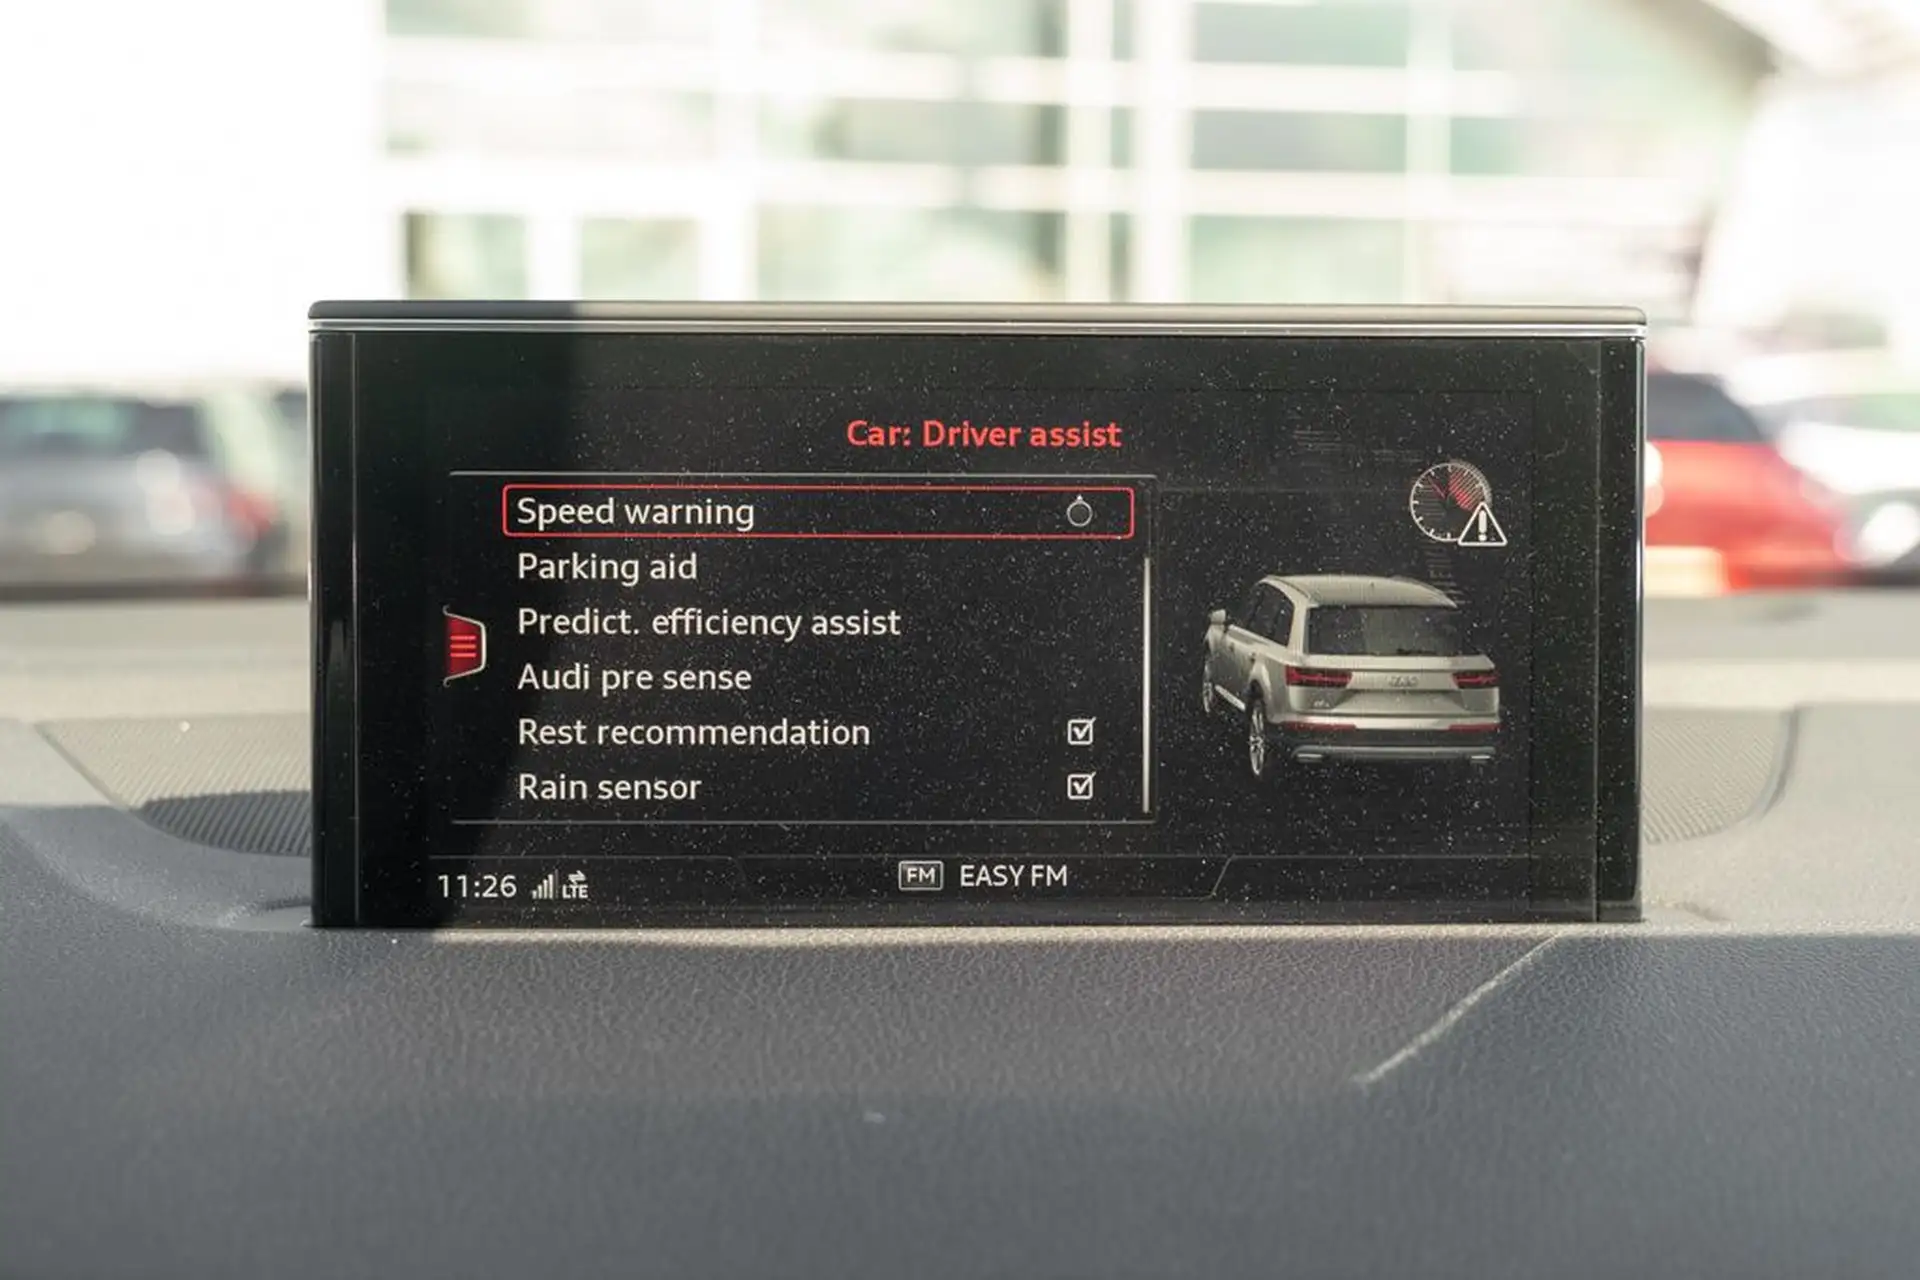 Car: Driver assist
Speed warning
Parking aid
Predict. efficiency assist
Audi pre sense
Rest recommendation
Rain sensor
11:26 LTE
FM EASY FM